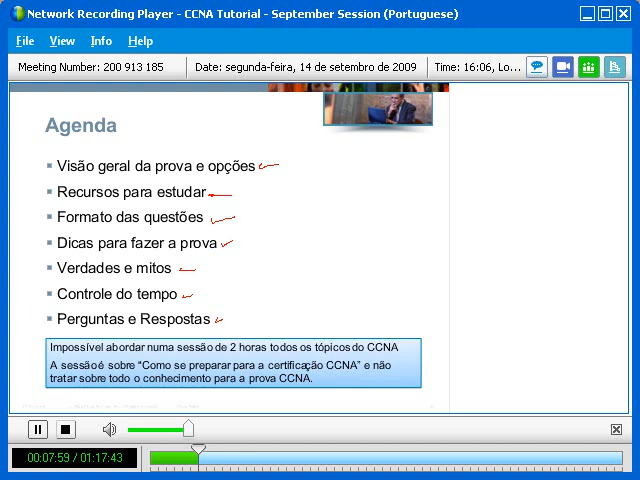 Network Recording Player - CCNA Tutorial - September Session (Portuguese)
File View Info Help
Meeting Number: 200 913 185 Date: segunda-feira, 14 de setembro de 2009 Time: 16:06, Lo...
Agenda
Visão geral da prova e opções
Recursos para estudar
Formato das questões
Dicas para fazer a prova
Verdades e mitos
Controle do tempo
Perguntas e Respostas
Impossível abordar numa sessão de 2 horas todos os tópicos do CCNA
A sessão é sobre “Como se preparar para a certificação CCNA” e não
tratar sobre todo o conhecimento para a prova CCNA.
00:07:59 / 01:17:43